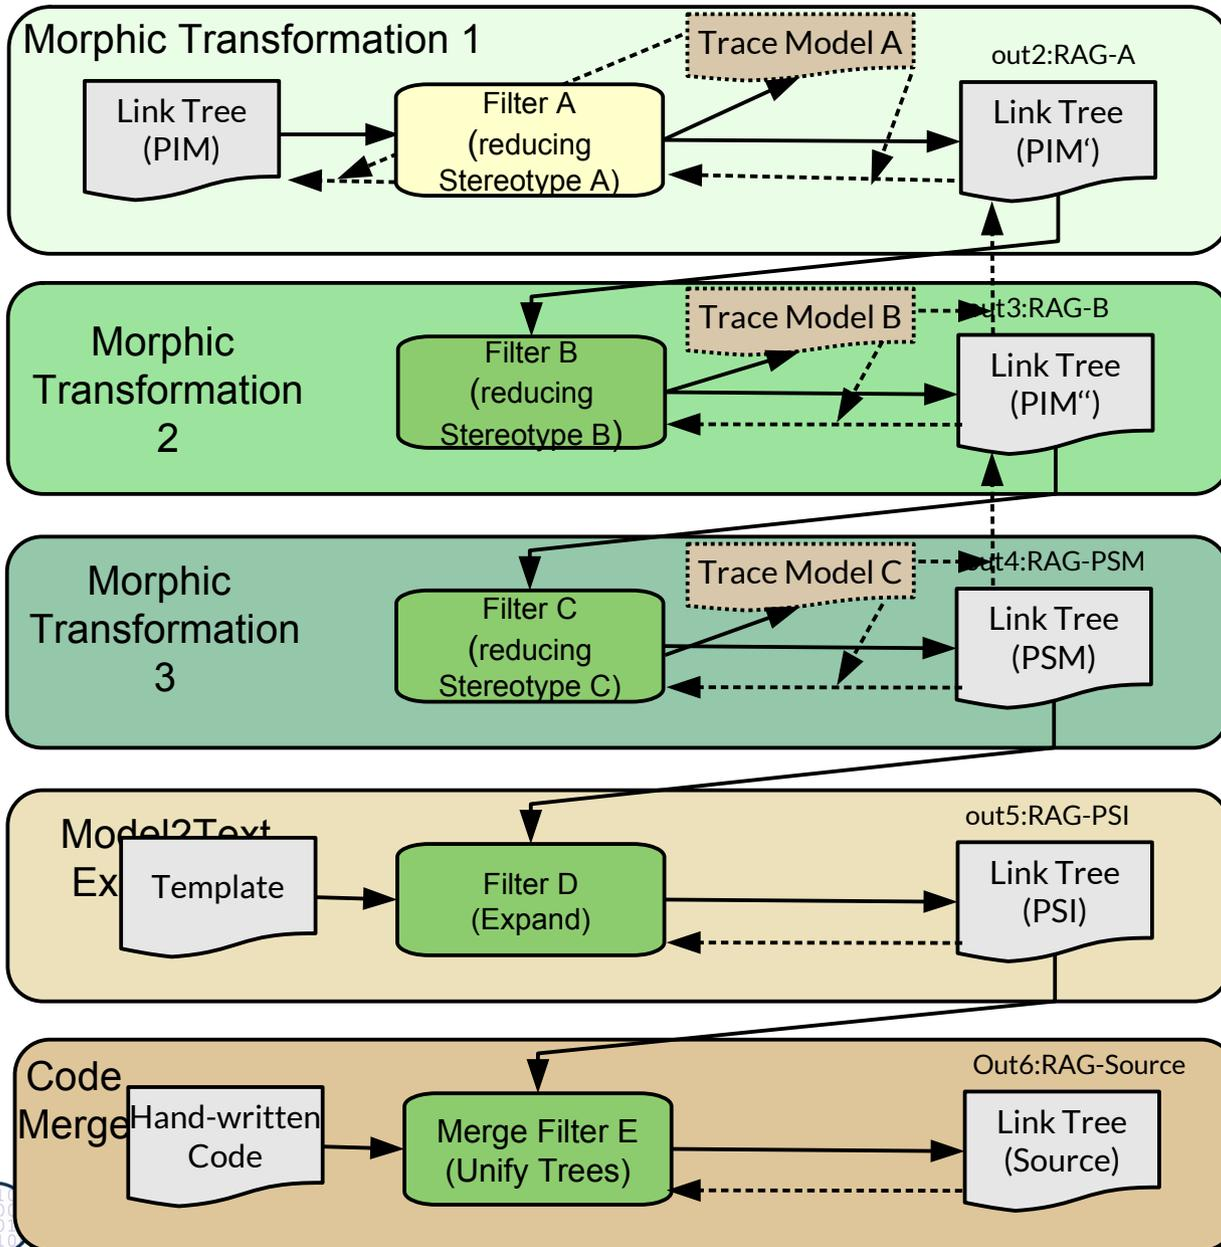 Morphic Transformation 1
Trace Model A
out2:RAG-A
Link Tree
(PIM)
Filter A
(reducing
Stereotype A)
Link Tree
(PIM‘)
Morphic
Transformation
2
Trace Model B
out3:RAG-B
Filter B
(reducing
Stereotype B)
Link Tree
(PIM“)
Morphic
Transformation
3
Trace Model C
out4:RAG-PSM
Filter C
(reducing
Stereotype C)
Link Tree
(PSM)
Model2Text
Ex
Template
Filter D
(Expand)
out5:RAG-PSI
Link Tree
(PSI)
Code
Merge
Hand-written
Code
Merge Filter E
(Unify Trees)
Out6:RAG-Source
Link Tree
(Source)